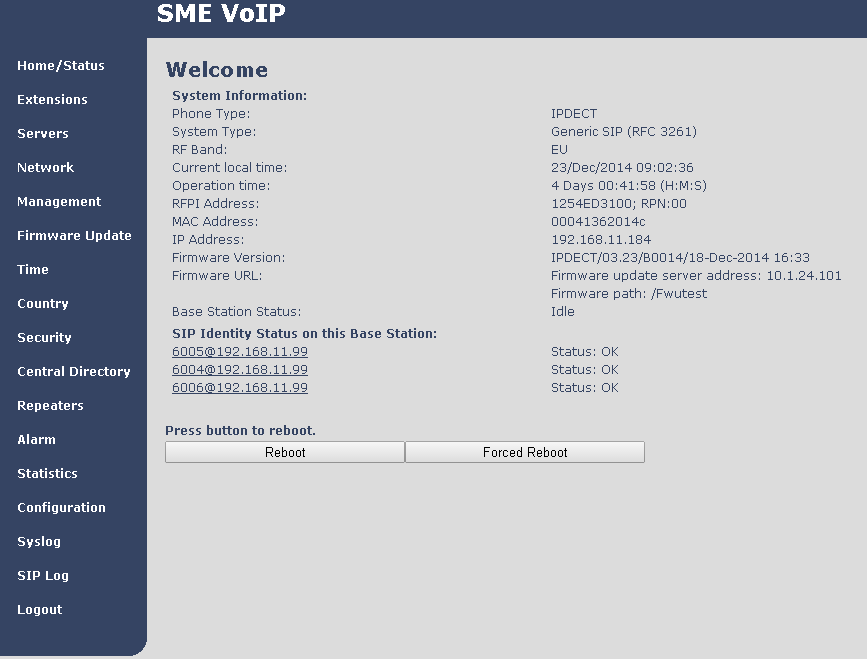 SME VoIP
Home/Status
Extensions
Servers
Network
Management
Firmware Update
Time
Country
Security
Central Directory
Repeaters
Alarm
Statistics
Configuration
Syslog
SIP Log
Logout
Welcome
System Information:
Phone Type: IPDECT
System Type: Generic SIP (RFC 3261)
RF Band: EU
Current local time: 23/Dec/2014 09:02:36
Operation time: 4 Days 00:41:58 (H:M:S)
RFPI Address: 1254ED3100; RPN:00
MAC Address: 00041362014c
IP Address: 192.168.11.184
Firmware Version: IPDECT/03.23/B0014/18-Dec-2014 16:33
Firmware URL: Firmware update server address: 10.1.24.101
Firmware path: /Fwutest
Base Station Status: Idle
SIP Identity Status on this Base Station:
6005@192.168.11.99 Status: OK
6004@192.168.11.99 Status: OK
6006@192.168.11.99 Status: OK
Press button to reboot.
Reboot Forced Reboot